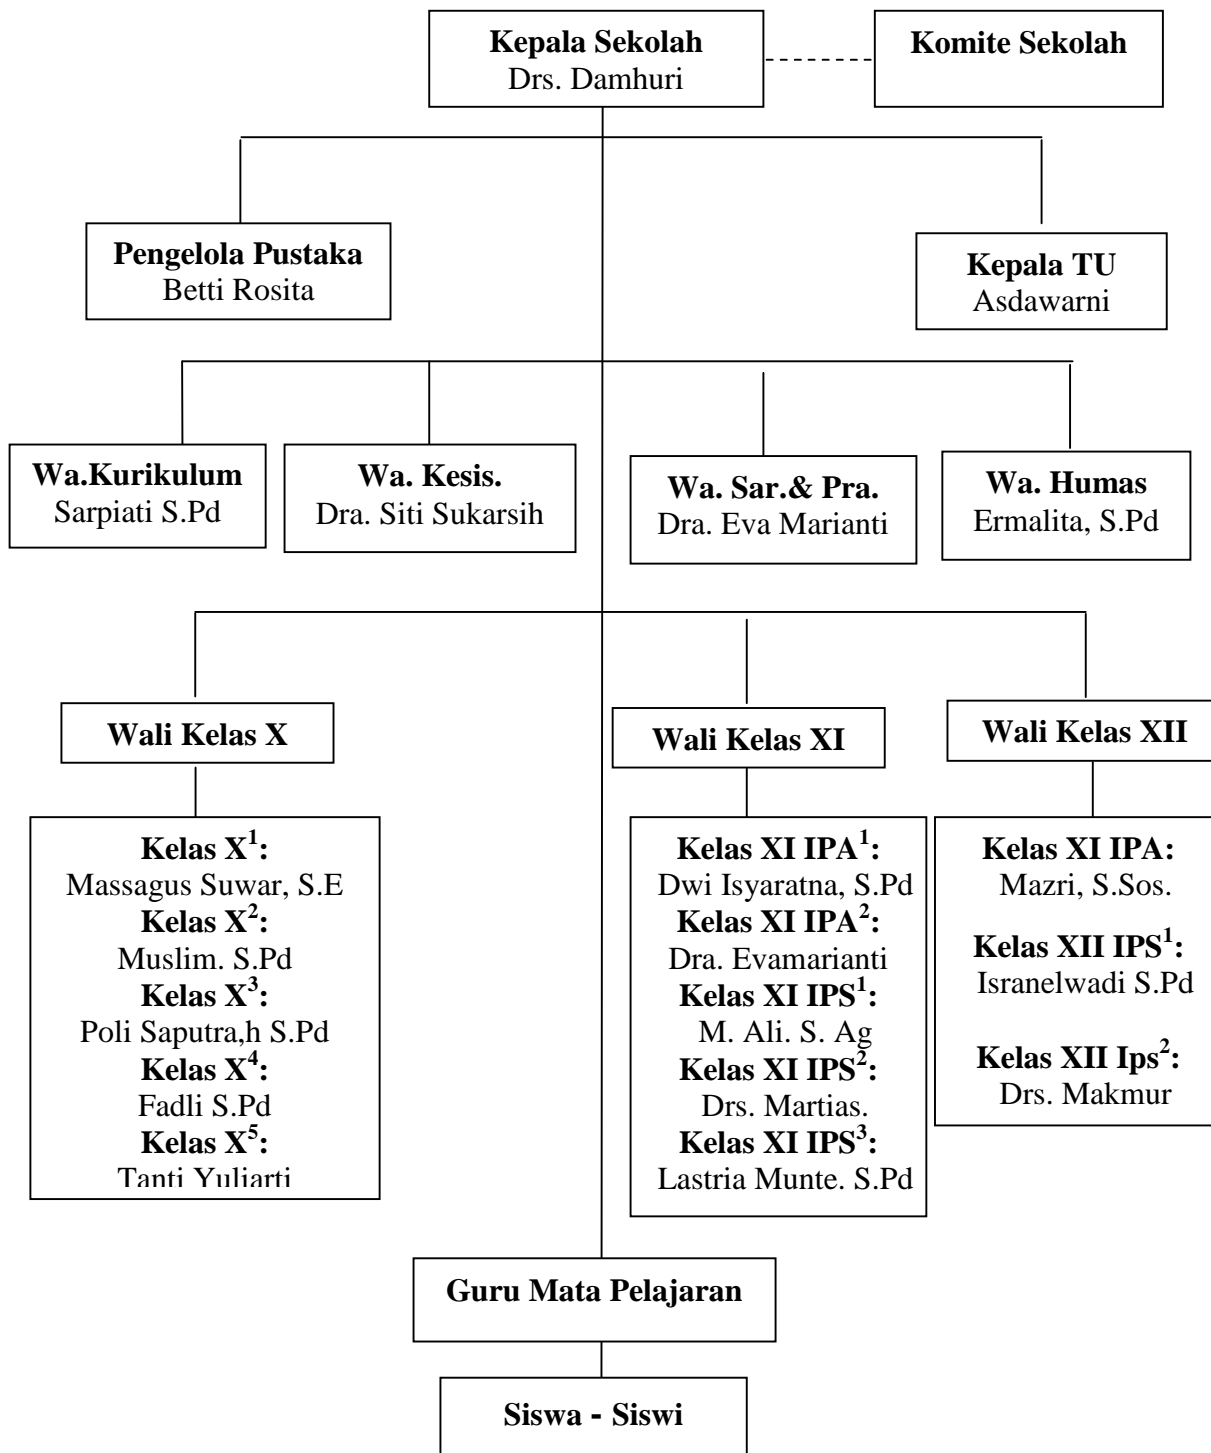 Kepala Sekolah
Drs. Damhuri
Komite Sekolah
Pengelola Pustaka
Betti Rosita
Kepala TU
Asdawarni
Wa.Kurikulum
Sarpiati S.Pd
Wa. Kesis.
Dra. Siti Sukarsih
Wa. Sar.& Pra.
Dra. Eva Marianti
Wa. Humas
Ermalita, S.Pd
Wali Kelas X
Wali Kelas XI
Wali Kelas XII
Kelas X¹:
Massagus Suwar, S.E
Kelas X²:
Muslim. S.Pd
Kelas X³:
Poli Saputra,h S.Pd
Kelas X⁴:
Fadli S.Pd
Kelas X⁵:
Tanti Yuliarti
Kelas XI IPA¹:
Dwi Isyaratna, S.Pd
Kelas XI IPA²:
Dra. Evamarianti
Kelas XI IPS¹:
M. Ali. S. Ag
Kelas XI IPS²:
Drs. Martias.
Kelas XI IPS³:
Lastria Munte. S.Pd
Kelas XI IPA:
Mazri, S.Sos.
Kelas XII IPS¹:
Isranelwadi S.Pd
Kelas XII Ips²:
Drs. Makmur
Guru Mata Pelajaran
Siswa - Siswi